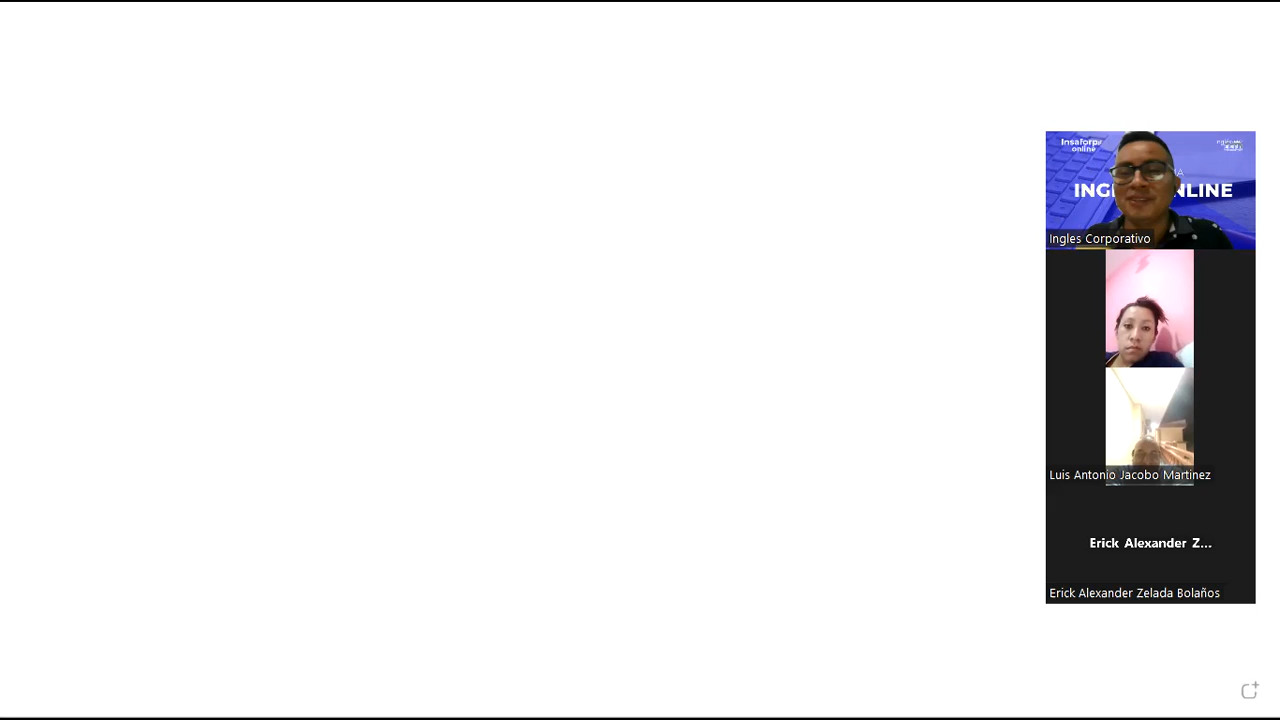 Insaforp
online
INGL NLINE
Ingles Corporativo
Luis Antonio Jacobo Martinez
Erick Alexander Z...
Erick Alexander Zelada Bolaños